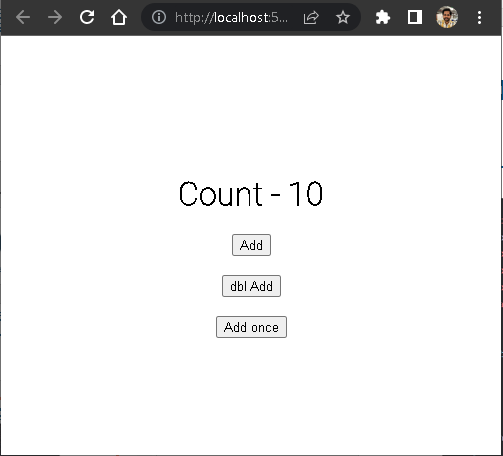 http://localhost:5...
Count - 10
Add
dbl Add
Add once